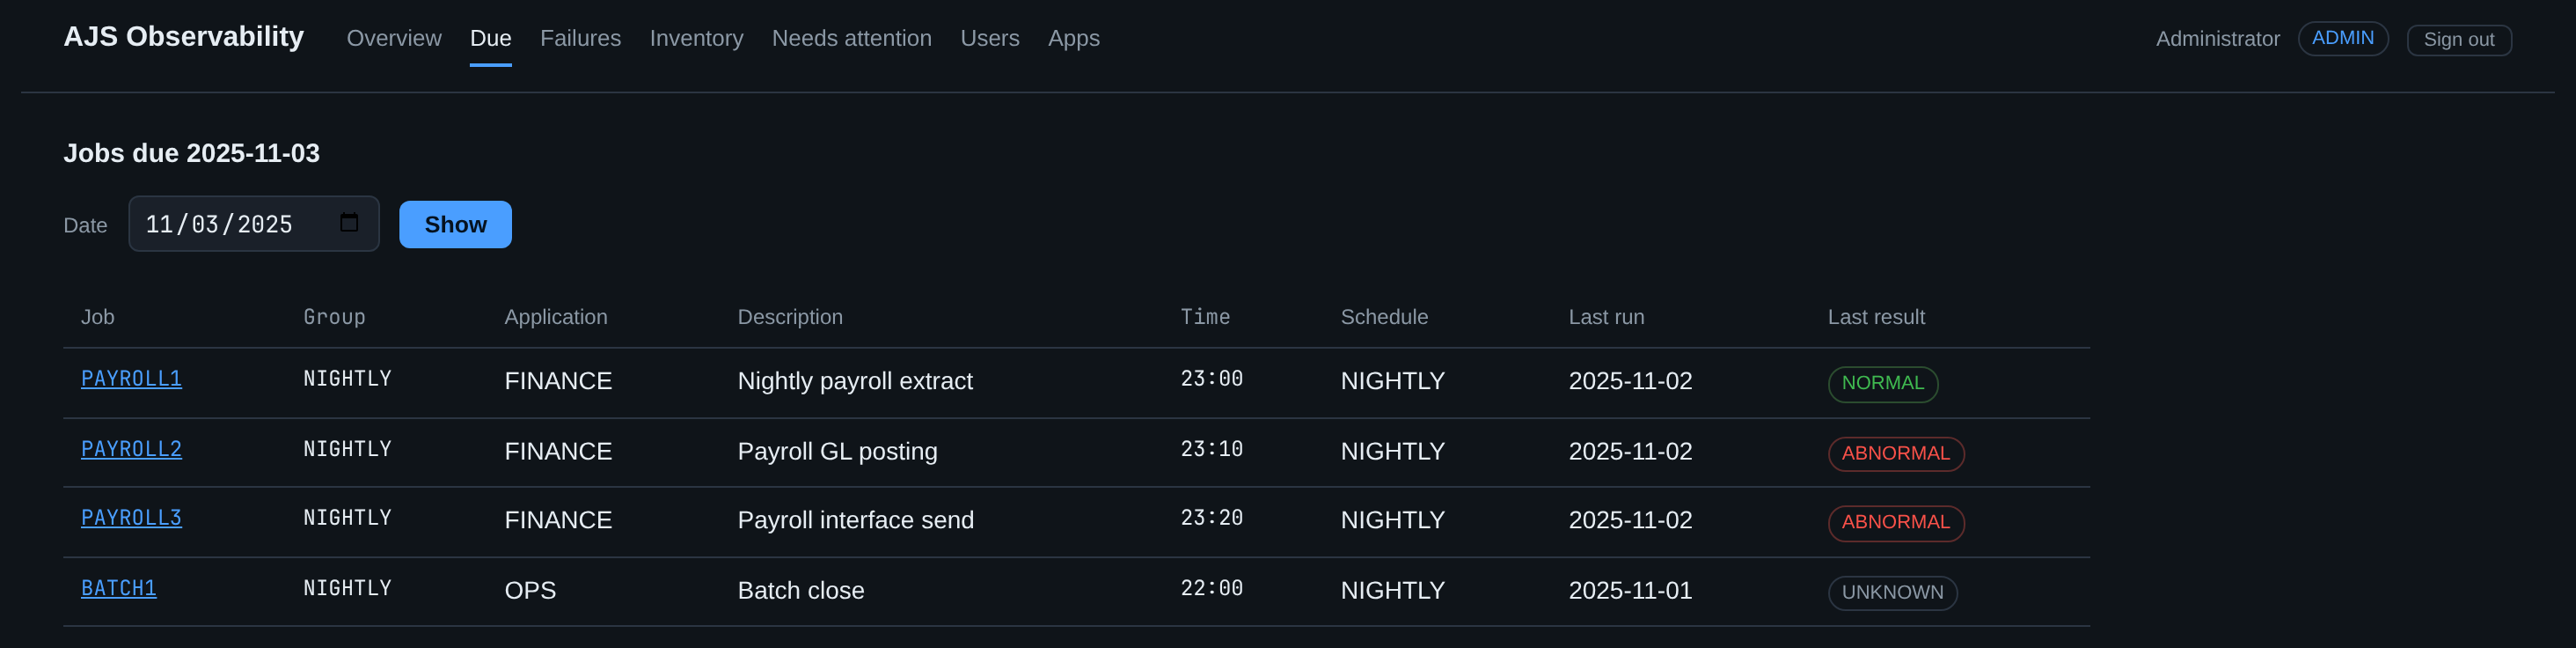 AJS Observability Overview Due Failures Inventory Needs attention Users Apps Administrator ADMIN Sign out
Jobs due 2025-11-03
Date 11/03/2025 Show
Job Group Application Description Time Schedule Last run Last result
PAYROLL1 NIGHTLY FINANCE Nightly payroll extract 23:00 NIGHTLY 2025-11-02 NORMAL
PAYROLL2 NIGHTLY FINANCE Payroll GL posting 23:10 NIGHTLY 2025-11-02 ABNORMAL
PAYROLL3 NIGHTLY FINANCE Payroll interface send 23:20 NIGHTLY 2025-11-02 ABNORMAL
BATCH1 NIGHTLY OPS Batch close 22:00 NIGHTLY 2025-11-01 UNKNOWN